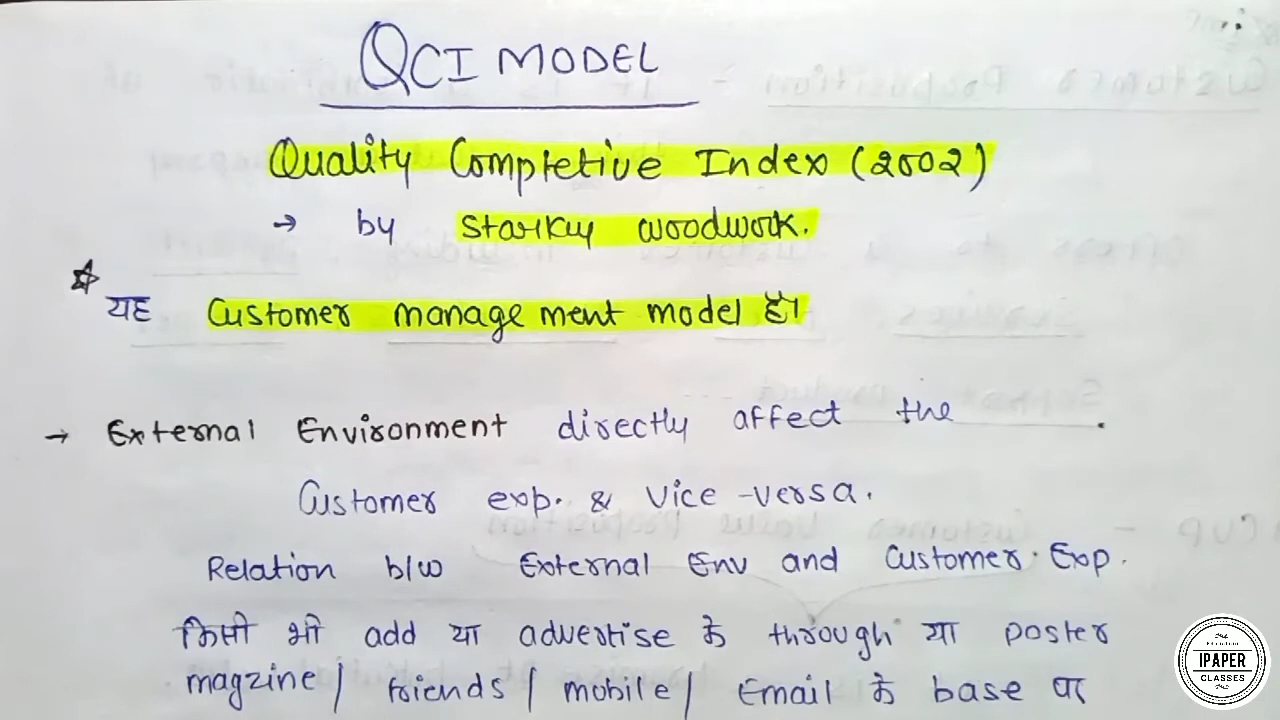 QCI MODEL
Quality Completive Index (2002)
→ by Starkey woodwork.
☆ यह Customer management model है।
→ External Environment directly affect the
Customer exp. & Vice-versa.
Relation b/w External Env and Customer Exp.
किसी भी add या advertise के through या poster
magzine / friends / mobile / Email के base पर
IPAPER
CLASSES